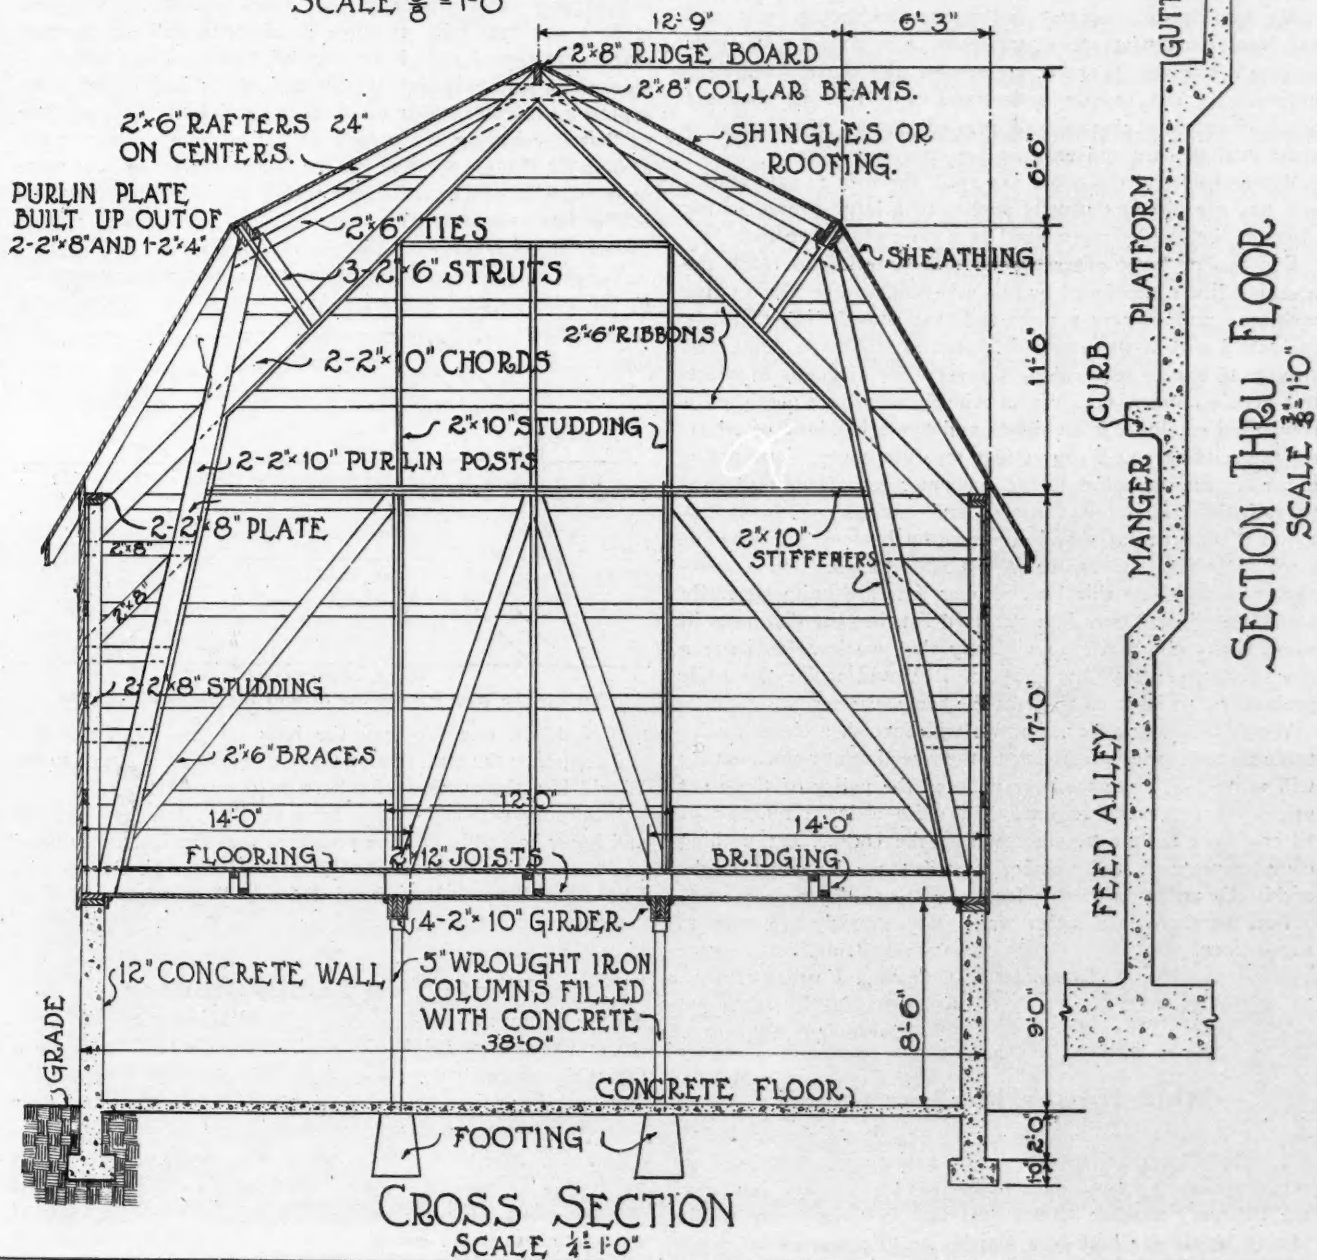 SCALE 3/8" = 1'-0"
12'-9"
6'-3"
2"x8" RIDGE BOARD
2"x8" COLLAR BEAMS.
2"x6" RAFTERS 24"
ON CENTERS.
SHINGLES OR
ROOFING.
PURLIN PLATE
BUILT UP OUT OF
2-2"x8" AND 1-2"x4"
2"x6" TIES
3-2"x6" STRUTS
SHEATHING
2"x6" RIBBONS
2-2"x10" CHORDS
2"x10" STUDDING
2-2"x10" PURLIN POSTS
2-2"x8" PLATE
2"x8"
2"x8"
2"x10"
STIFFENERS
2-2"x8" STUDDING
2"x6" BRACES
12'-0"
14'-0"
14'-0"
FLOORING
2"x12" JOISTS
BRIDGING
4-2"x10" GIRDER
12" CONCRETE WALL
5" WROUGHT IRON
COLUMNS FILLED
WITH CONCRETE
38'-0"
GRADE
CONCRETE FLOOR
FOOTING
6'-6"
11'-6"
17'-0"
8'-6"
9'-0"
2'-0"
1'-0"
CROSS SECTION
SCALE 1/4" = 1'-0"
GUTT
PLATFORM
CURB
MANGER
FEED ALLEY
SECTION THRU FLOOR
SCALE 3/8" = 1'-0"